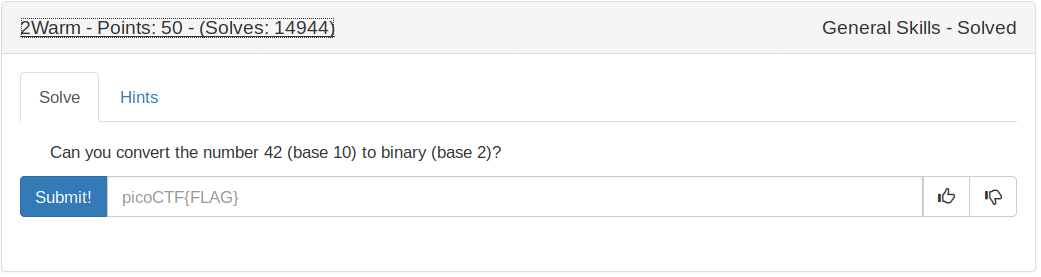 2Warm - Points: 50 - (Solves: 14944) General Skills - Solved
Solve Hints
Can you convert the number 42 (base 10) to binary (base 2)?
Submit! picoCTF{FLAG}